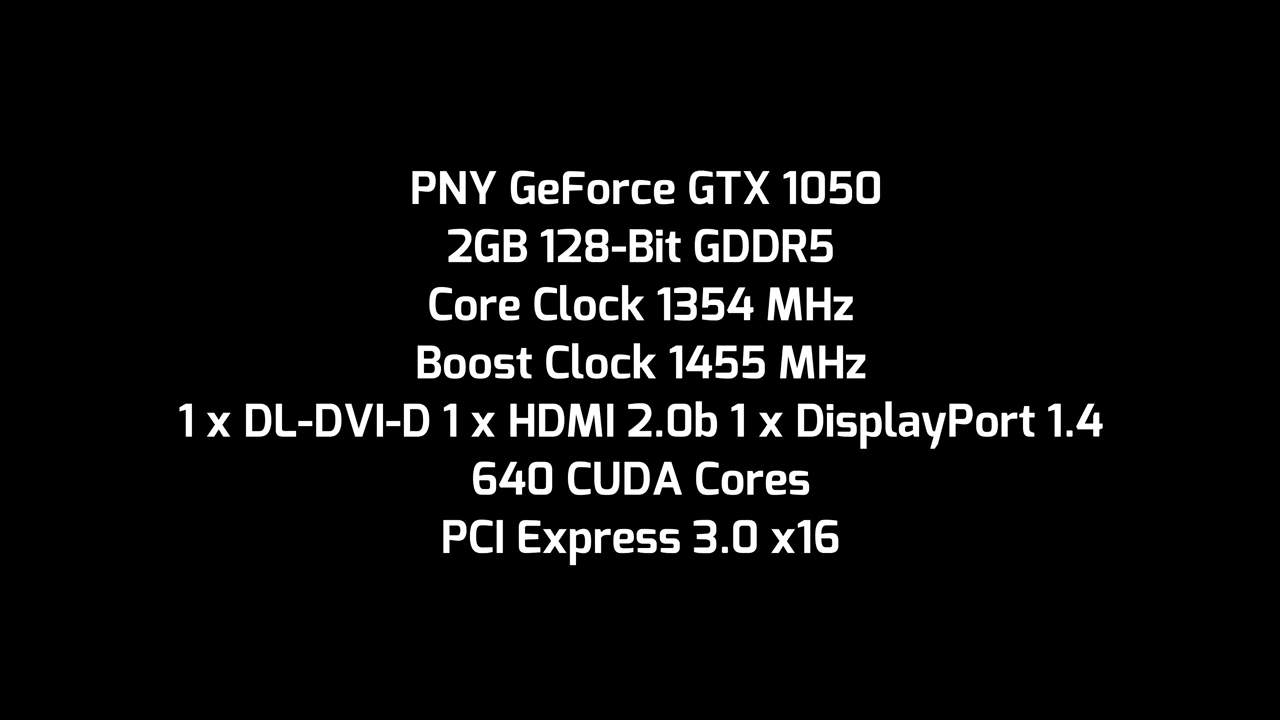 PNY GeForce GTX 1050
2GB 128-Bit GDDR5
Core Clock 1354 MHz
Boost Clock 1455 MHz
1 x DL-DVI-D 1 x HDMI 2.0b 1 x DisplayPort 1.4
640 CUDA Cores
PCI Express 3.0 x16